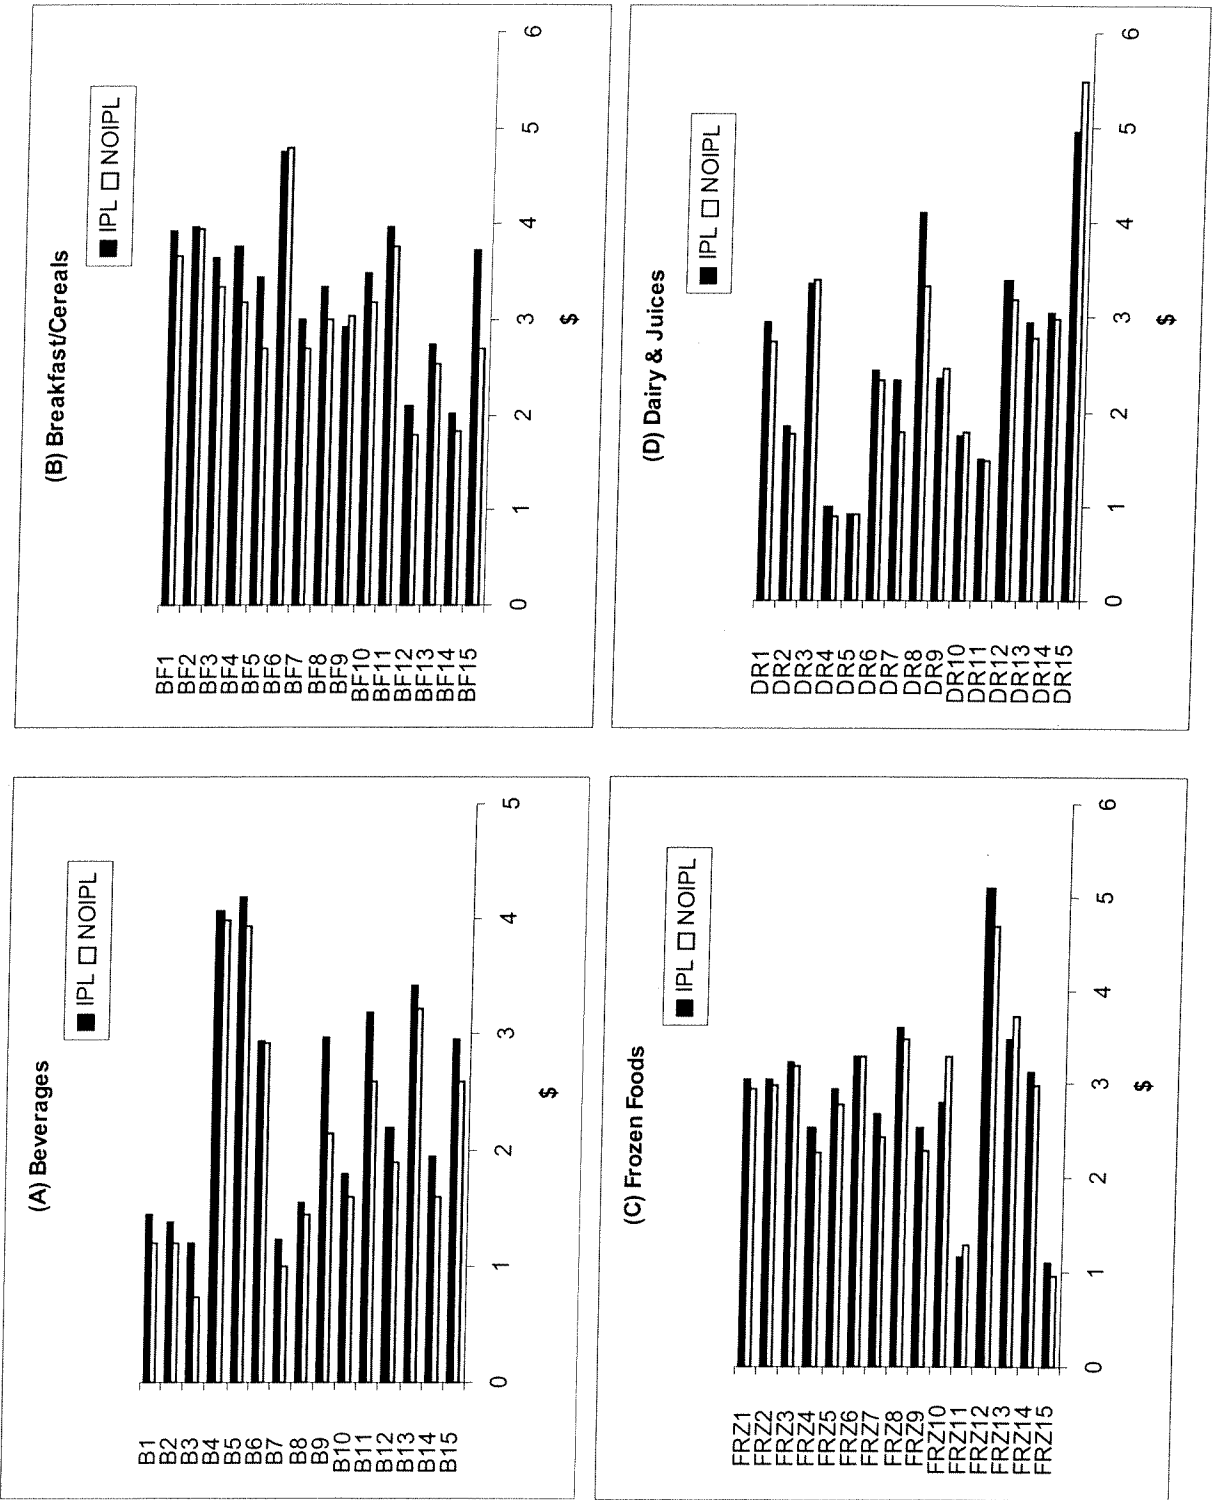 (A) Beverages
IPL NOIPL
B1
B2
B3
B4
B5
B6
B7
B8
B9
B10
B11
B12
B13
B14
B15
0 1 2 3 4 5
$
(B) Breakfast/Cereals
IPL NOIPL
BF1
BF2
BF3
BF4
BF5
BF6
BF7
BF8
BF9
BF10
BF11
BF12
BF13
BF14
BF15
0 1 2 3 4 5 6
$
(C) Frozen Foods
IPL NOIPL
FRZ1
FRZ2
FRZ3
FRZ4
FRZ5
FRZ6
FRZ7
FRZ8
FRZ9
FRZ10
FRZ11
FRZ12
FRZ13
FRZ14
FRZ15
0 1 2 3 4 5 6
$
(D) Dairy & Juices
IPL NOIPL
DR1
DR2
DR3
DR4
DR5
DR6
DR7
DR8
DR9
DR10
DR11
DR12
DR13
DR14
DR15
0 1 2 3 4 5 6
$